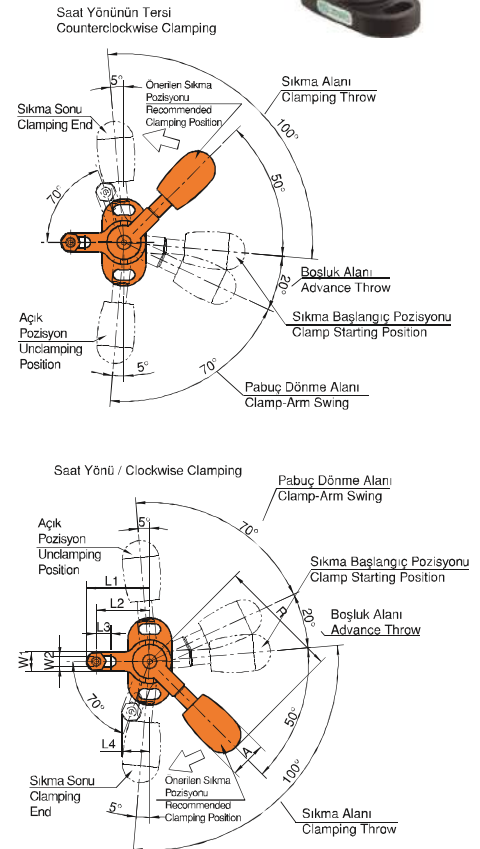 Saat Yönünün Tersi
Counterclockwise Clamping
5°
Önerilen Sıkma
Pozisyonu
Recommended
Clamping Position
Sıkma Alanı
Clamping Throw
Sıkma Sonu
Clamping End
100°
70°
50°
20°
Boşluk Alanı
Advance Throw
Sıkma Başlangıç Pozisyonu
Clamp Starting Position
Açık
Pozisyon
Unclamping
Position
5°
70°
Pabuç Dönme Alanı
Clamp-Arm Swing
Saat Yönü / Clockwise Clamping
Pabuç Dönme Alanı
Clamp-Arm Swing
Açık
Pozisyon
Unclamping
Position
5°
70°
Sıkma Başlangıç Pozisyonu
Clamp Starting Position
L1
L2
L3
R
20°
Boşluk Alanı
Advance Throw
W1
W2
70°
50°
L4
A
100°
Sıkma Sonu
Clamping
End
Önerilen Sıkma
Pozisyonu
Recommended
Clamping Position
5°
Sıkma Alanı
Clamping Throw